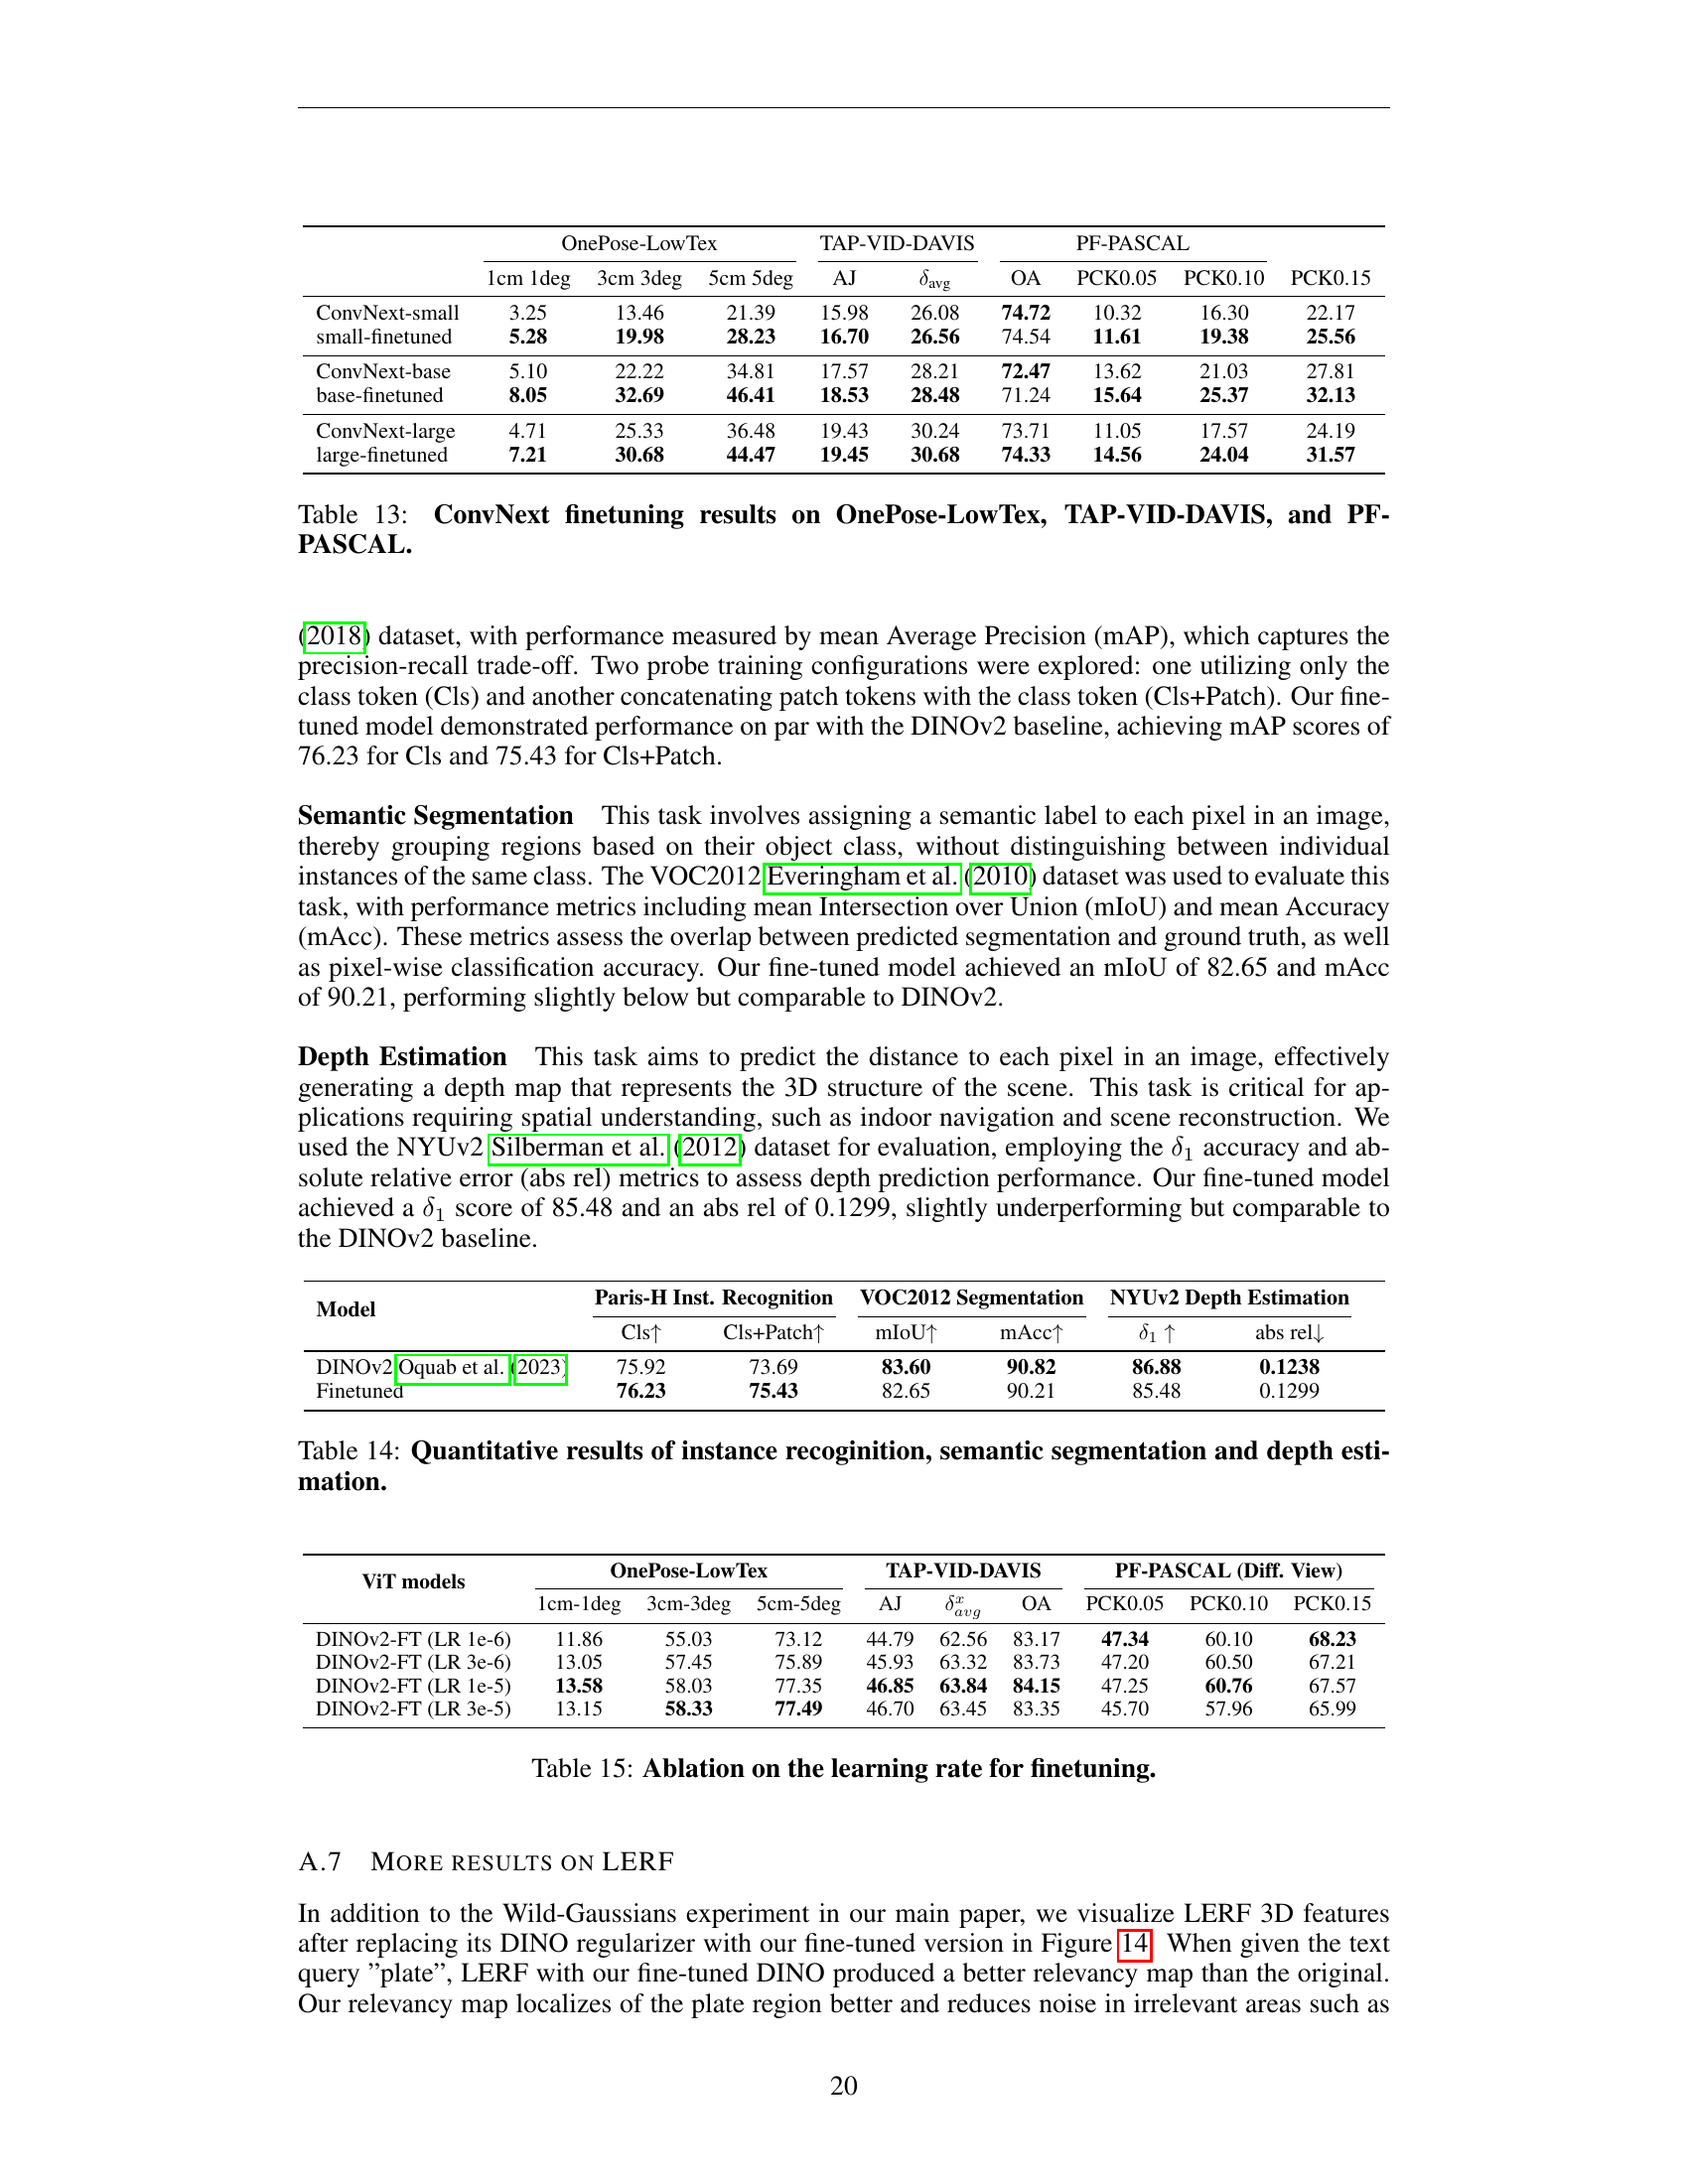 OnePose-LowTex TAP-VID-DAVIS PF-PASCAL
1cm 1deg 3cm 3deg 5cm 5deg AJ δavg OA PCK0.05 PCK0.10 PCK0.15
ConvNext-small 3.25 13.46 21.39 15.98 26.08 74.72 10.32 16.30 22.17
small-finetuned 5.28 19.98 28.23 16.70 26.56 74.54 11.61 19.38 25.56
ConvNext-base 5.10 22.22 34.81 17.57 28.21 72.47 13.62 21.03 27.81
base-finetuned 8.05 32.69 46.41 18.53 28.48 71.24 15.64 25.37 32.13
ConvNext-large 4.71 25.33 36.48 19.43 30.24 73.71 11.05 17.57 24.19
large-finetuned 7.21 30.68 44.47 19.45 30.68 74.33 14.56 24.04 31.57
Table 13: ConvNext finetuning results on OnePose-LowTex, TAP-VID-DAVIS, and PF-
PASCAL.
(2018) dataset, with performance measured by mean Average Precision (mAP), which captures the
precision-recall trade-off. Two probe training configurations were explored: one utilizing only the
class token (Cls) and another concatenating patch tokens with the class token (Cls+Patch). Our fine-
tuned model demonstrated performance on par with the DINOv2 baseline, achieving mAP scores of
76.23 for Cls and 75.43 for Cls+Patch.
Semantic Segmentation This task involves assigning a semantic label to each pixel in an image,
thereby grouping regions based on their object class, without distinguishing between individual
instances of the same class. The VOC2012 Everingham et al. (2010) dataset was used to evaluate this
task, with performance metrics including mean Intersection over Union (mIoU) and mean Accuracy
(mAcc). These metrics assess the overlap between predicted segmentation and ground truth, as well
as pixel-wise classification accuracy. Our fine-tuned model achieved an mIoU of 82.65 and mAcc
of 90.21, performing slightly below but comparable to DINOv2.
Depth Estimation This task aims to predict the distance to each pixel in an image, effectively
generating a depth map that represents the 3D structure of the scene. This task is critical for ap-
plications requiring spatial understanding, such as indoor navigation and scene reconstruction. We
used the NYUv2 Silberman et al. (2012) dataset for evaluation, employing the δ1 accuracy and ab-
solute relative error (abs rel) metrics to assess depth prediction performance. Our fine-tuned model
achieved a δ1 score of 85.48 and an abs rel of 0.1299, slightly underperforming but comparable to
the DINOv2 baseline.
Model Paris-H Inst. Recognition VOC2012 Segmentation NYUv2 Depth Estimation
Cls↑ Cls+Patch↑ mIoU↑ mAcc↑ δ1 ↑ abs rel↓
DINOv2 Oquab et al. (2023) 75.92 73.69 83.60 90.82 86.88 0.1238
Finetuned 76.23 75.43 82.65 90.21 85.48 0.1299
Table 14: Quantitative results of instance recoginition, semantic segmentation and depth esti-
mation.
ViT models OnePose-LowTex TAP-VID-DAVIS PF-PASCAL (Diff. View)
1cm-1deg 3cm-3deg 5cm-5deg AJ δxavg OA PCK0.05 PCK0.10 PCK0.15
DINOv2-FT (LR 1e-6) 11.86 55.03 73.12 44.79 62.56 83.17 47.34 60.10 68.23
DINOv2-FT (LR 3e-6) 13.05 57.45 75.89 45.93 63.32 83.73 47.20 60.50 67.21
DINOv2-FT (LR 1e-5) 13.58 58.03 77.35 46.85 63.84 84.15 47.25 60.76 67.57
DINOv2-FT (LR 3e-5) 13.15 58.33 77.49 46.70 63.45 83.35 45.70 57.96 65.99
Table 15: Ablation on the learning rate for finetuning.
A.7 MORE RESULTS ON LERF
In addition to the Wild-Gaussians experiment in our main paper, we visualize LERF 3D features
after replacing its DINO regularizer with our fine-tuned version in Figure 14. When given the text
query ”plate”, LERF with our fine-tuned DINO produced a better relevancy map than the original.
Our relevancy map localizes of the plate region better and reduces noise in irrelevant areas such as
20